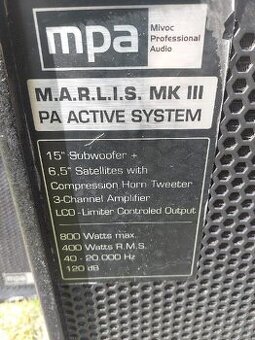 mpa
Mivoc
Professional
Audio
M.A.R.L.I.S. MK III
PA ACTIVE SYSTEM
15" Subwoofer +
6,5" Satellites with
Compression Horn Tweeter
3-Channel Amplifier
LCO - Limiter Controled Output
800 Watts max.
400 Watts R.M.S.
40 - 20.000 Hz
120 dB
mpa